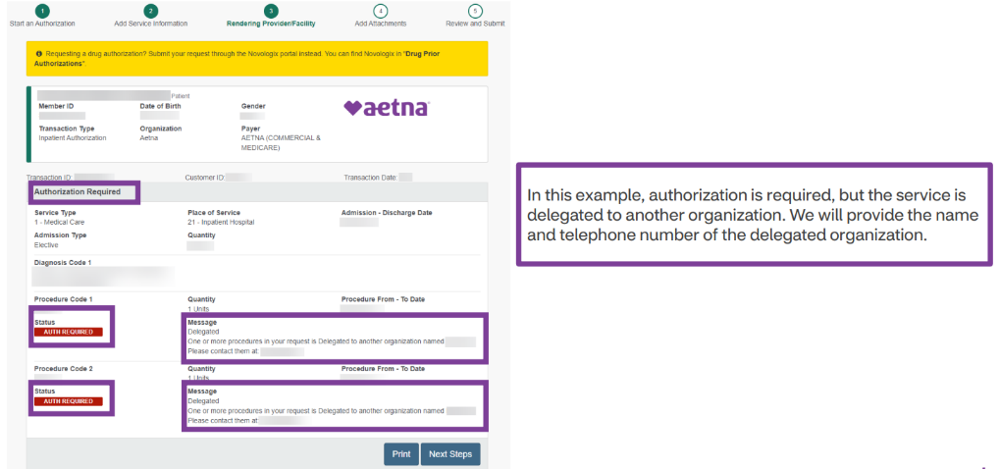 1 2 3 4 5
Start an Authorization Add Service Information Rendering Provider/Facility Add Attachments Review and Submit
Requesting a drug authorization? Submit your request through the Novologix portal instead. You can find Novologix in "Drug Prior
Authorizations".
Patient
Member ID Date of Birth Gender
aetna
Transaction Type Organization Payer
Inpatient Authorization Aetna AETNA (COMMERCIAL &
MEDICARE)
Transaction ID: Customer ID: Transaction Date:
Authorization Required
Service Type Place of Service Admission - Discharge Date
1 - Medical Care 21 - Inpatient Hospital
Admission Type Quantity
Elective
Diagnosis Code 1
Procedure Code 1 Quantity Procedure From - To Date
1 Units
Status Message
AUTH REQUIRED Delegated
One or more procedures in your request is Delegated to another organization named
Please contact them at:
Procedure Code 2 Quantity Procedure From - To Date
1 Units
Status Message
AUTH REQUIRED Delegated
One or more procedures in your request is Delegated to another organization named
Please contact them at
Print Next Steps
In this example, authorization is required, but the service is
delegated to another organization. We will provide the name
and telephone number of the delegated organization.